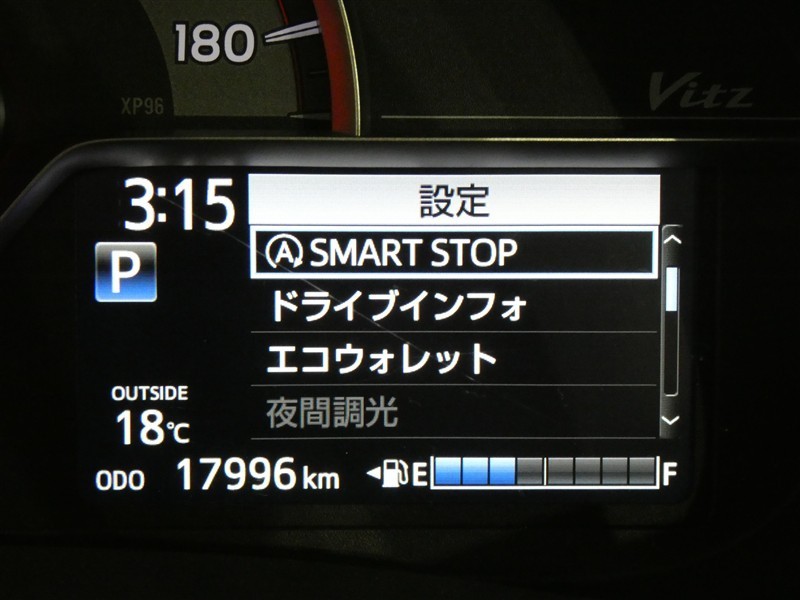 180
XP96
Vitz
3:15
設定
P
A SMART STOP
ドライブインフォ
エコウォレット
夜間調光
OUTSIDE
18℃
ODO 17996 km E F